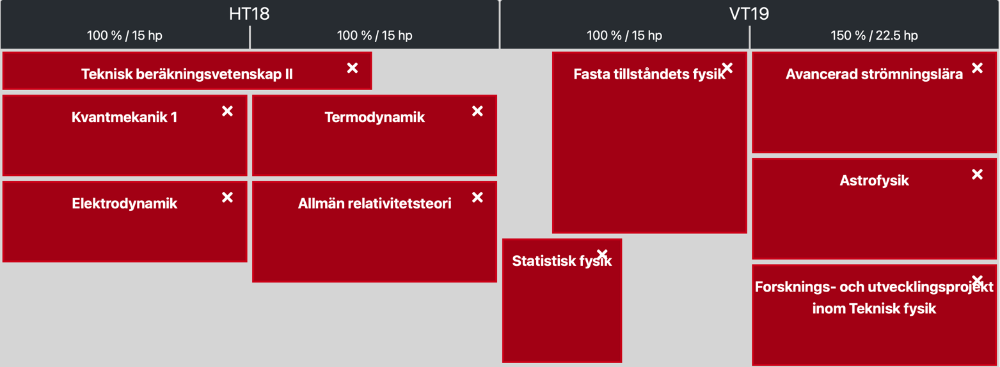 HT18
VT19
100 % / 15 hp
100 % / 15 hp
100 % / 15 hp
150 % / 22.5 hp
Teknisk beräkningsvetenskap II
Fasta tillståndets fysik
Avancerad strömningslära
Kvantmekanik 1
Termodynamik
Astrofysik
Elektrodynamik
Allmän relativitetsteori
Statistisk fysik
Forsknings- och utvecklingsprojekt
inom Teknisk fysik